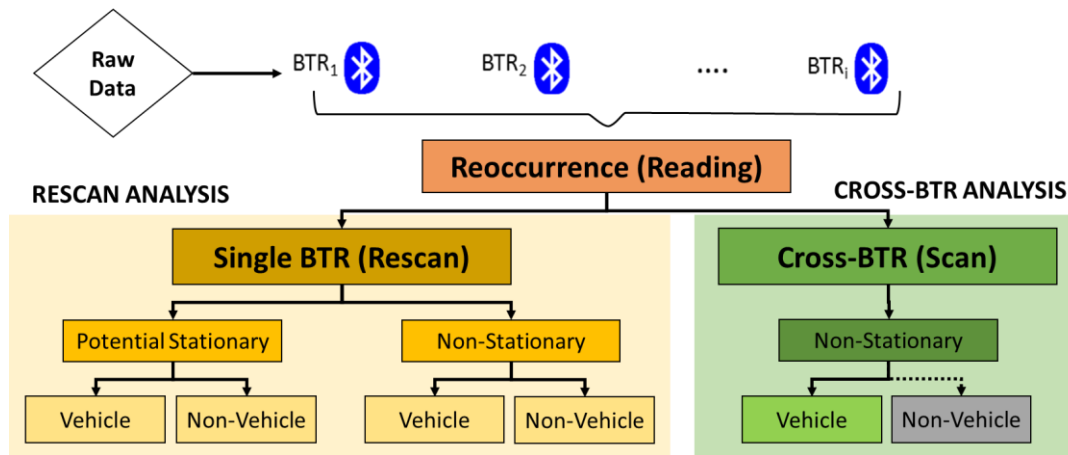 Raw
Data
BTR1
BTR2
....
BTRi
Reoccurrence (Reading)
RESCAN ANALYSIS
CROSS-BTR ANALYSIS
Single BTR (Rescan)
Cross-BTR (Scan)
Potential Stationary
Non-Stationary
Non-Stationary
Vehicle
Non-Vehicle
Vehicle
Non-Vehicle
Vehicle
Non-Vehicle